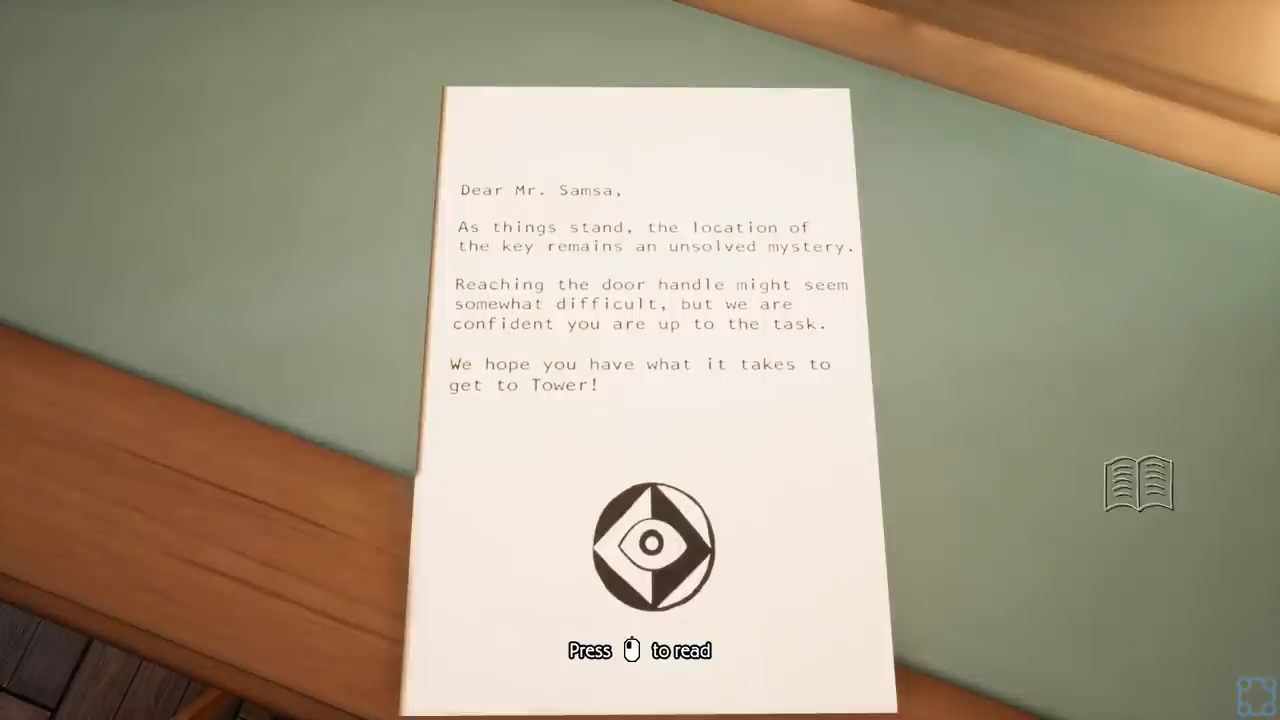 Dear Mr. Samsa,
As things stand, the location of
the key remains an unsolved mystery.
Reaching the door handle might seem
somewhat difficult, but we are
confident you are up to the task.
We hope you have what it takes to
get to Tower!
Press to read